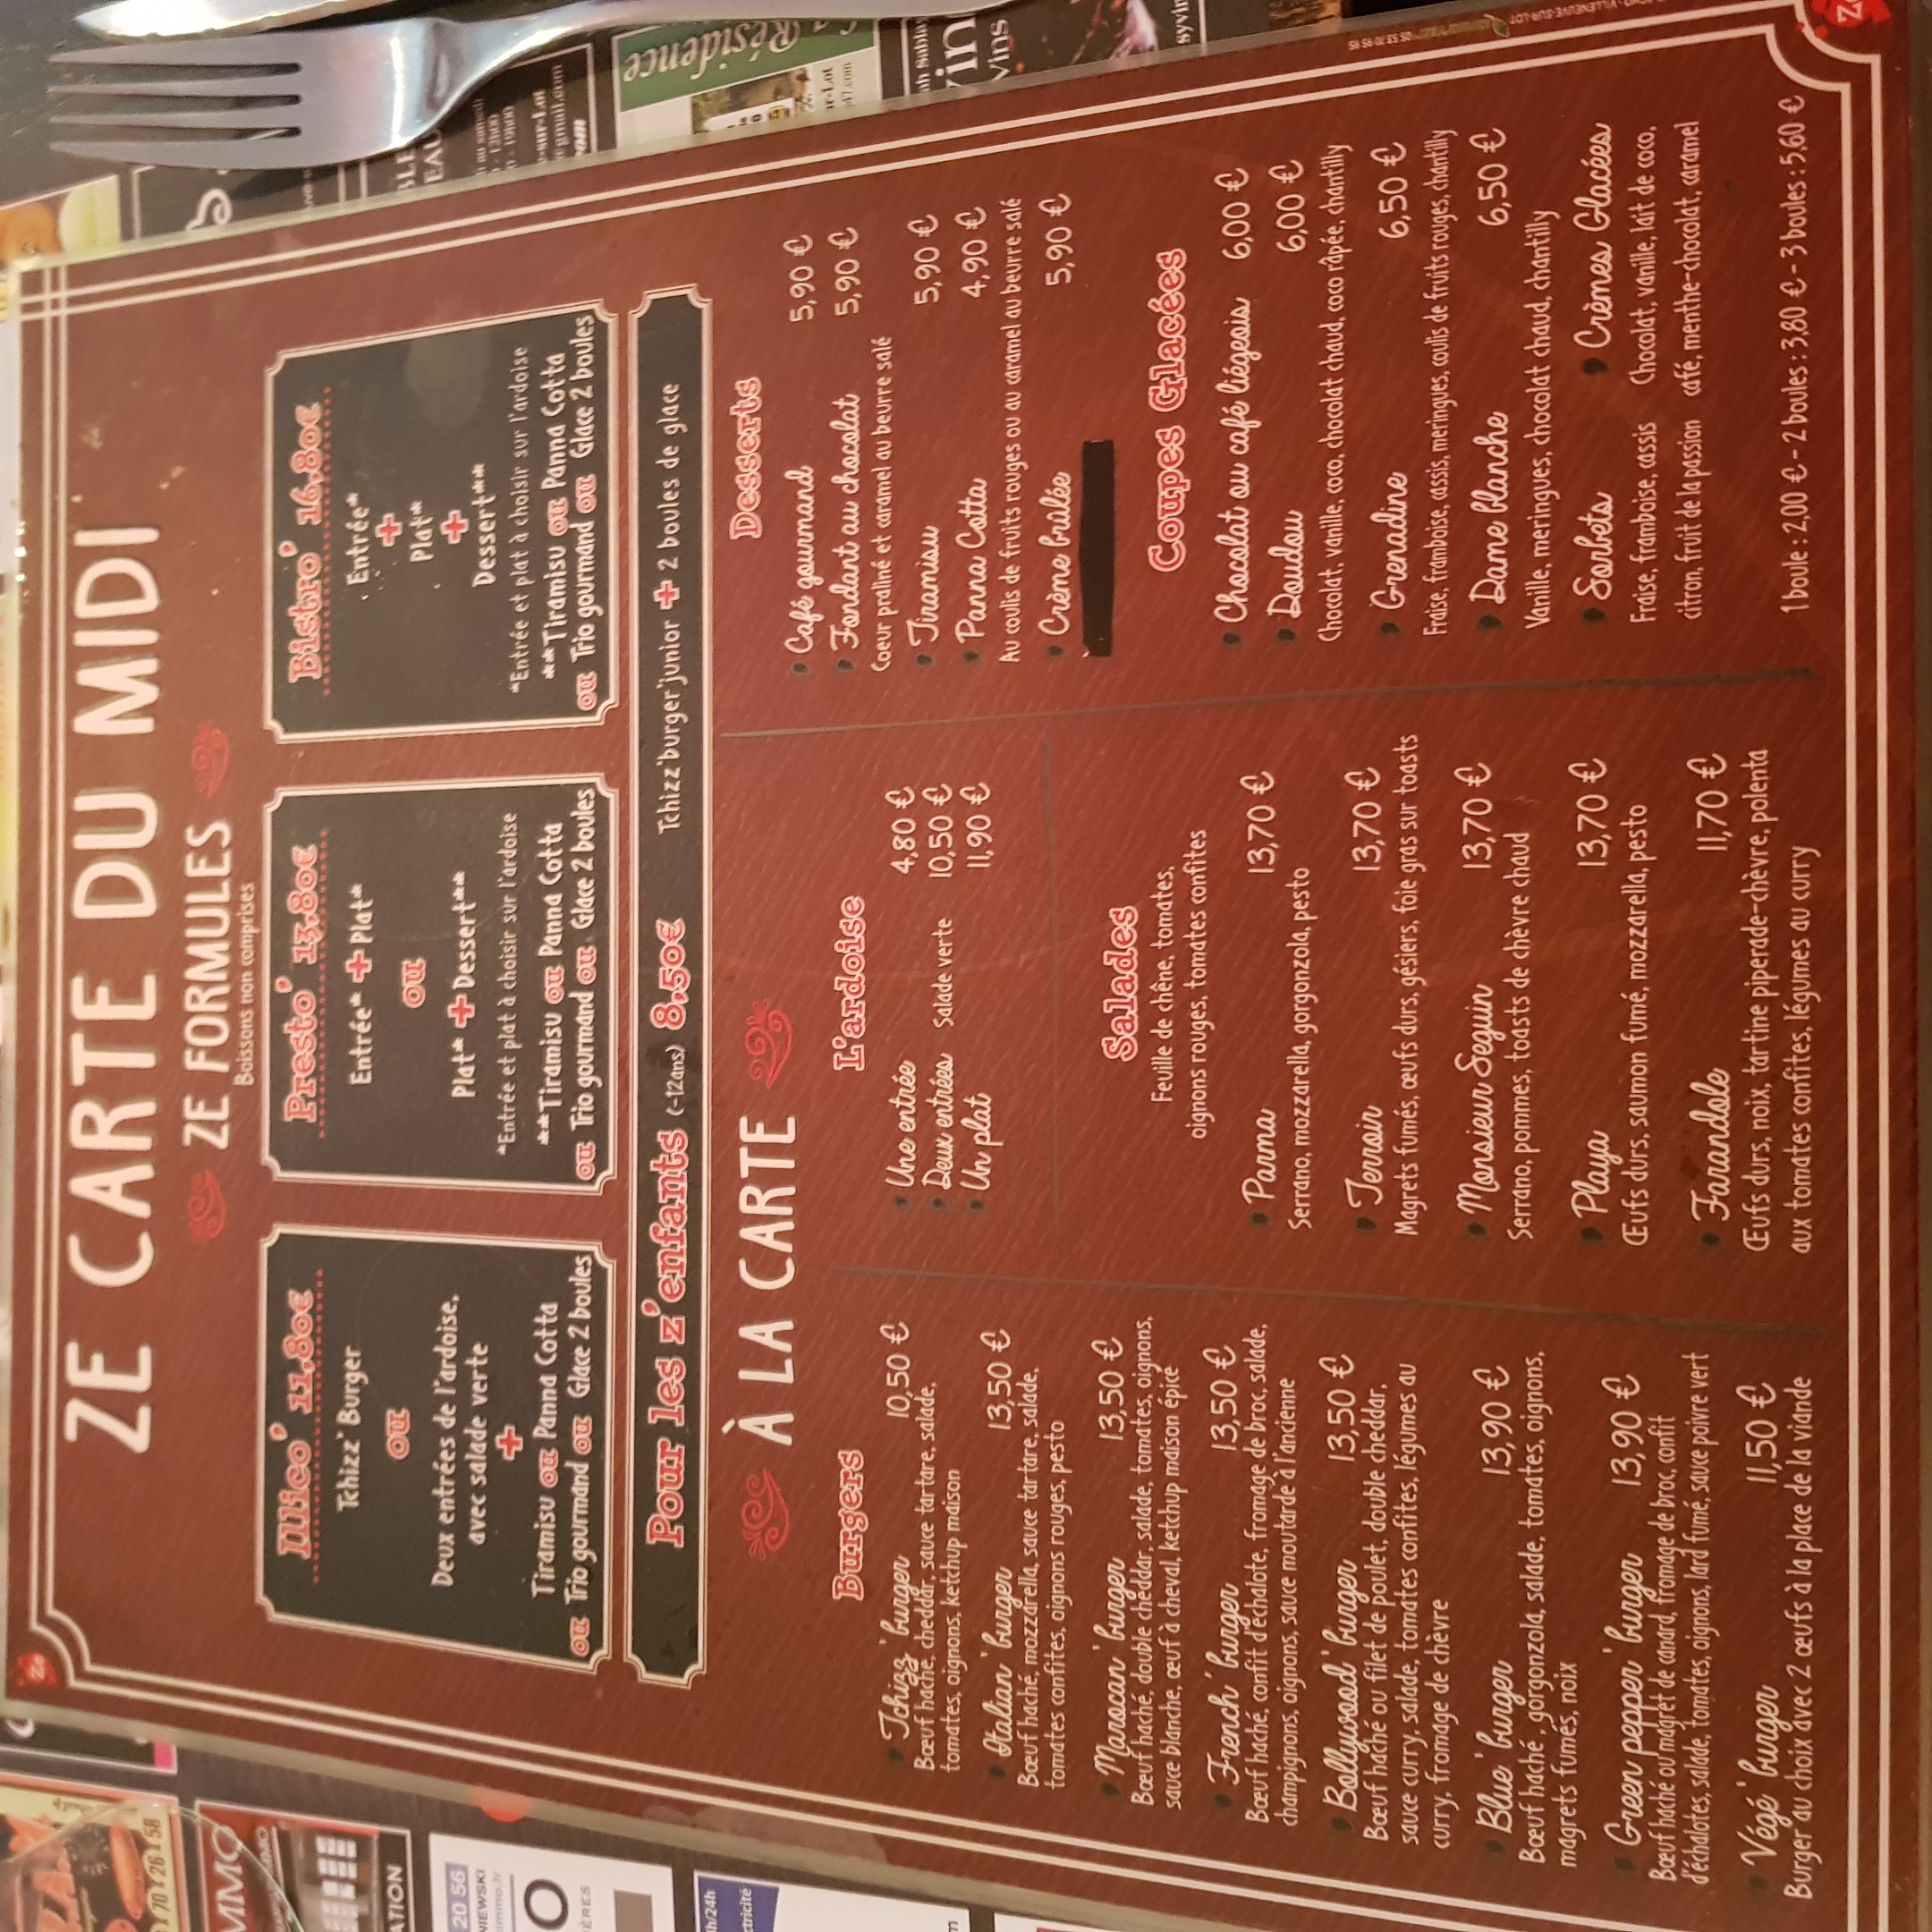 ZE CARTE DU MIDI
ZE FORMULES
Boissons non comprises
Illico' 11,80€
Tchizz' Burger
ou
Deux entrées de l'ardoise,
avec salade verte
+
Tiramisu ou Panna Cotta
ou Trio gourmand ou Glace 2 boules
Presto' 13,80€
Entrée* + Plat*
ou
Plat* + Dessert**
*Entrée et plat à choisir sur l'ardoise
**Tiramisu ou Panna Cotta
ou Trio gourmand ou Glace 2 boules
Bistro' 16,80€
Entrée*
+
Plat*
+
Dessert**
*Entrée et plat à choisir sur l'ardoise
**Tiramisu ou Panna Cotta
ou Trio gourmand ou Glace 2 boules
Pour les z'enfants (-12ans) 8,50€ Tchizz'burger'junior + 2 boules de glace
À LA CARTE
Burgers
Tchizz' burger 10,50 €
Bœuf haché, cheddar, sauce tartare, salade,
tomates, oignons, ketchup maison
Italian' burger 13,50 €
Bœuf haché, mozzarella, sauce tartare, salade,
tomates confites, oignons rouges, pesto
Marocan' burger 13,50 €
Bœuf haché, double cheddar, salade, tomates, oignons,
sauce blanche, œuf à cheval, ketchup maison épicé
French' burger 13,50 €
Bœuf haché, confit d'échalote, fromage de broc, salade,
champignons, oignons, sauce moutarde à l'ancienne
Bollywood' burger 13,50 €
Bœuf haché ou filet de poulet, double cheddar,
sauce curry, salade, tomates confites, légumes au
curry, fromage de chèvre
Blue' burger 13,90 €
Bœuf haché, gorgonzola, salade, tomates, oignons,
magrets fumés, noix
Green pepper' burger 13,90 €
Bœuf haché ou magret de canard, fromage de broc, confit
d'échalotes, salade, tomates, oignons, lard fumé, sauce poivre vert
Végé' burger 11,50 €
Burger au choix avec 2 œufs à la place de la viande
L'ardoise
Une entrée 4,80 €
Deux entrées Salade verte 10,50 €
Un plat 11,90 €
Salades
Feuille de chêne, tomates,
oignons rouges, tomates confites
Parma 13,70 €
Serrano, mozzarella, gorgonzola, pesto
Terroir 13,70 €
Magrets fumés, œufs durs, gésiers, foie gras sur toasts
Monsieur Seguin 13,70 €
Serrano, pommes, toasts de chèvre chaud
Playa 13,70 €
Œufs durs, saumon fumé, mozzarella, pesto
Farandole 11,70 €
Œufs durs, noix, tartine piperade-chèvre, polenta
aux tomates confites, légumes au curry
Desserts
Café gourmand 5,90 €
Fondant au chocolat 5,90 €
Coeur praliné et caramel au beurre salé
Tiramisu 5,90 €
Panna Cotta 4,90 €
Au coulis de fruits rouges ou au caramel au beurre salé
Crème brûlée 5,90 €
Coupes Glacées
Chocolat ou café liégeois 6,00 €
Doudou 6,00 €
Chocolat, vanille, coco, chocolat chaud, coco râpée, chantilly
Grenadine 6,50 €
Fraise, framboise, cassis, meringues, coulis de fruits rouges, chantilly
Dame blanche 6,50 €
Vanille, meringues, chocolat chaud, chantilly
Sorbets
Fraise, framboise, cassis
citron, fruit de la passion
Crèmes Glacées
Chocolat, vanille, lait de coco,
café, menthe-chocolat, caramel
1 boule : 2,00 € - 2 boules : 3,80 € - 3 boules : 5,60 €
Résidence
20 56